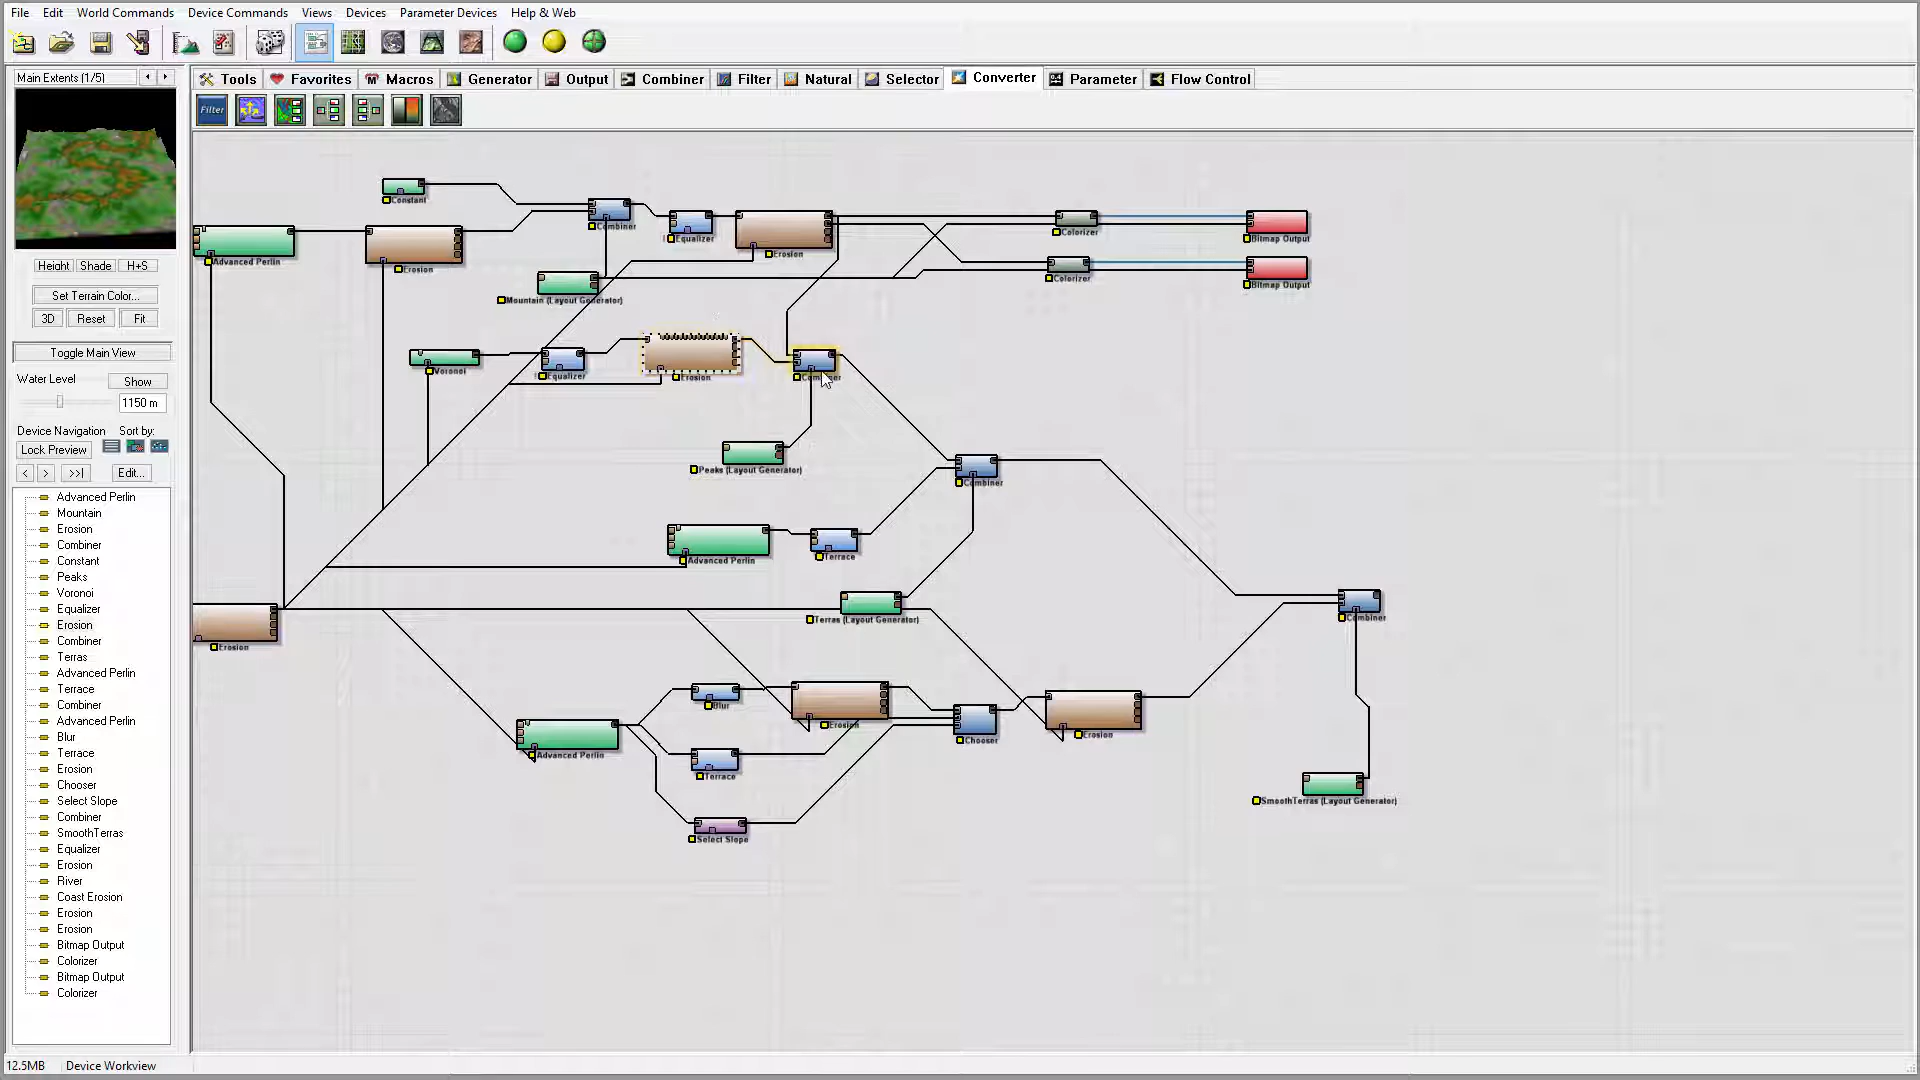 File Edit World Commands Device Commands Views Devices Parameter Devices Help & Web
Main Extents (1/5)
Tools Favorites Macros Generator Output Combiner Filter Natural Selector Converter Parameter Flow Control
Filter
Height Shade H+S
Set Terrain Color...
3D Reset Fit
Toggle Main View
Water Level Show
1150 m
Device Navigation Sort by:
Lock Preview
< > >>| Edit...
Advanced Perlin
Mountain
Erosion
Combiner
Constant
Peaks
Voronoi
Equalizer
Erosion
Combiner
Terras
Advanced Perlin
Terrace
Combiner
Advanced Perlin
Blur
Terrace
Erosion
Chooser
Select Slope
Combiner
SmoothTerras
Equalizer
Erosion
River
Coast Erosion
Erosion
Erosion
Bitmap Output
Colorizer
Bitmap Output
Colorizer
Constant
Combiner
Equalizer
Erosion
Colorizer
Bitmap Output
Advanced Perlin
Erosion
Mountain (Layout Generator)
Colorizer
Bitmap Output
Voronoi
Equalizer
Erosion
Combiner
Peaks (Layout Generator)
Combiner
Advanced Perlin
Terrace
Terras (Layout Generator)
Combiner
Erosion
Blur
Erosion
Chooser
Erosion
Advanced Perlin
Terrace
SmoothTerras (Layout Generator)
Select Slope
12.5MB Device Workview